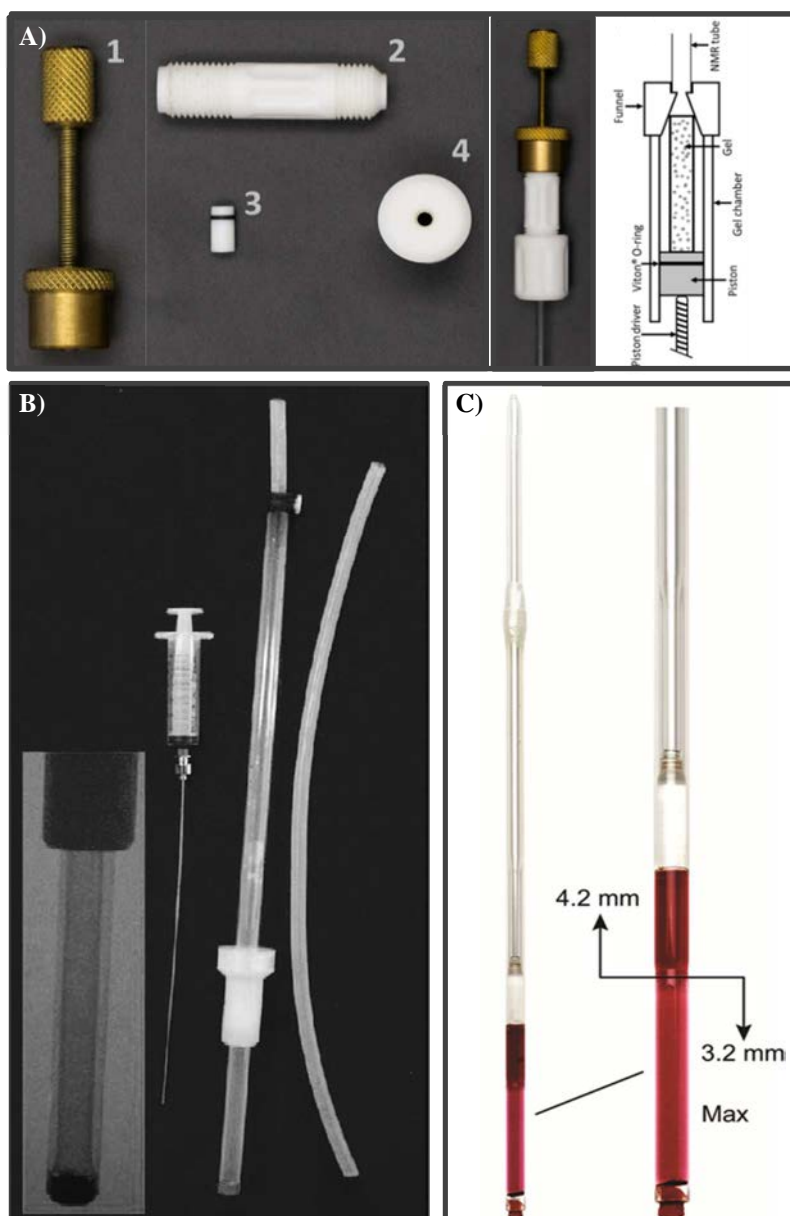 A)
1
2
3
4
NMR tube
Funnel
Gel
Gel chamber
Viton® O-ring
Piston
Piston driver
B)
C)
4.2 mm
3.2 mm
Max